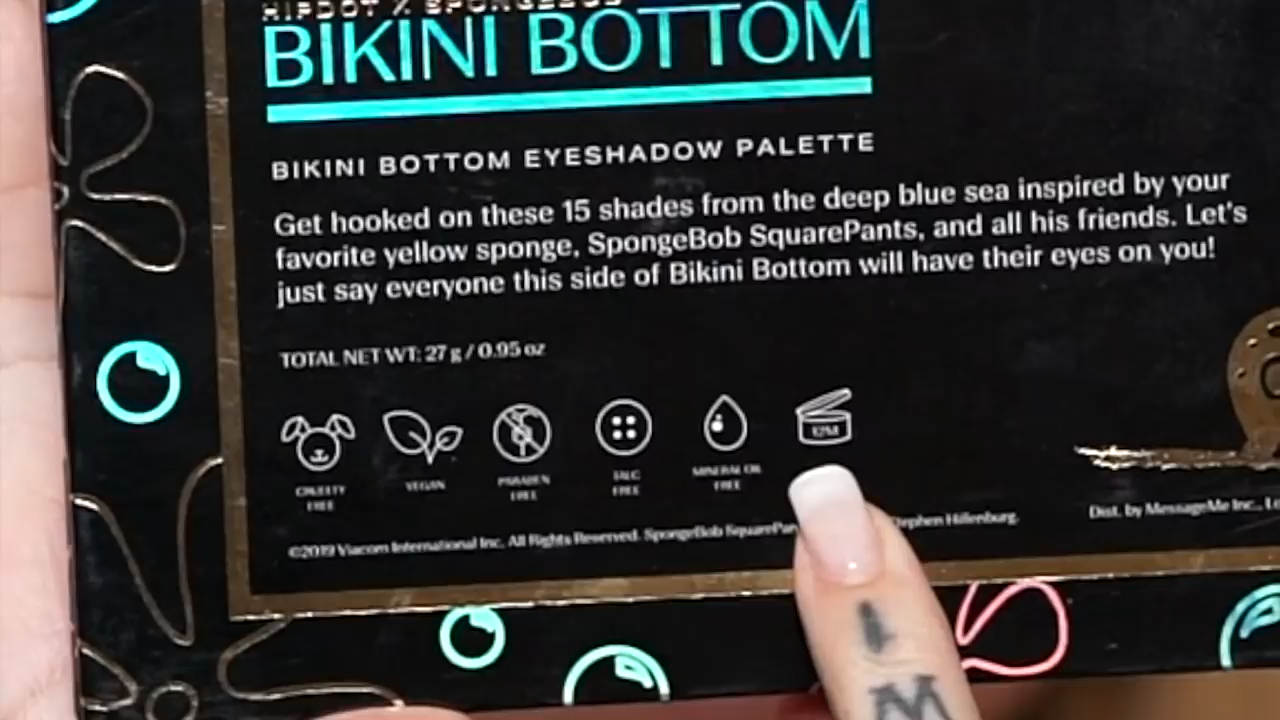 HIPDOT X SPONGEBOB
BIKINI BOTTOM
BIKINI BOTTOM EYESHADOW PALETTE
Get hooked on these 15 shades from the deep blue sea inspired by your
favorite yellow sponge, SpongeBob SquarePants, and all his friends. Let's
just say everyone this side of Bikini Bottom will have their eyes on you!
TOTAL NET WT: 27 g / 0.95 oz
12M
CRUELTY FREE
VEGAN
PARABEN FREE
TALC FREE
MINERAL OIL FREE
©2019 Viacom International Inc. All Rights Reserved. SpongeBob Hillenburg.
Dist. by MessageMe Inc.,